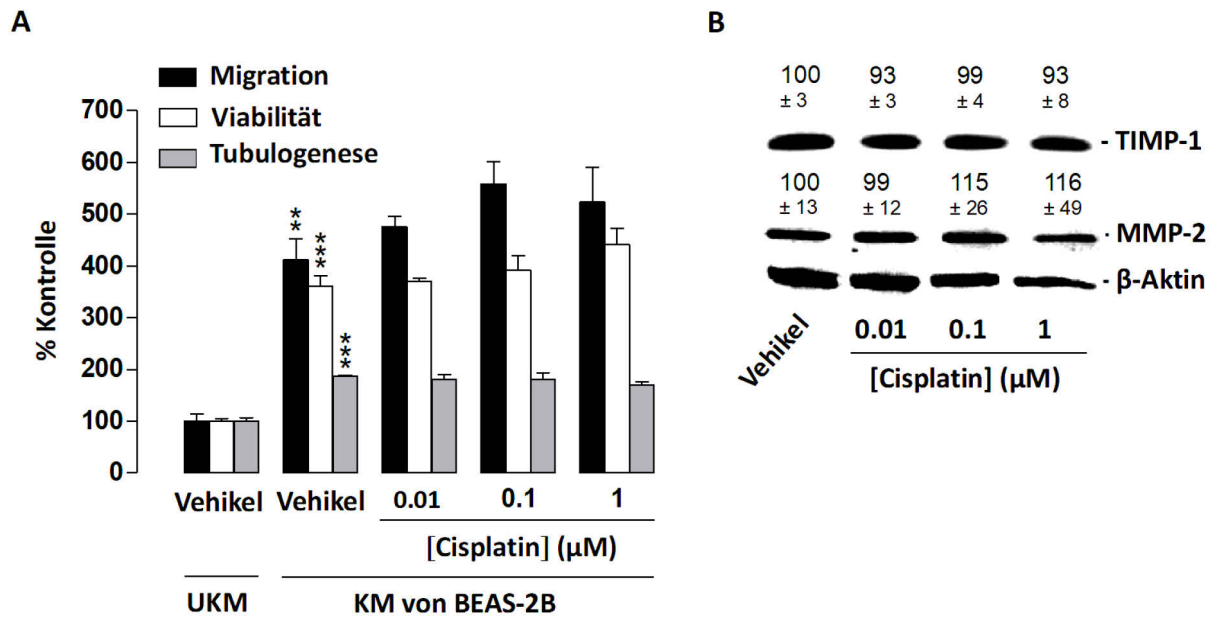 A
Migration
Viabilität
Tubulogenese
% Kontrolle
700
600
500
400
300
200
100
0
**
***
***
Vehikel
Vehikel
0.01
0.1
1
[Cisplatin] (µM)
UKM
KM von BEAS-2B
B
100 93 99 93
± 3 ± 3 ± 4 ± 8
- TIMP-1
100 99 115 116
± 13 ± 12 ± 26 ± 49
- MMP-2
- β-Aktin
Vehikel
0.01 0.1 1
[Cisplatin] (µM)